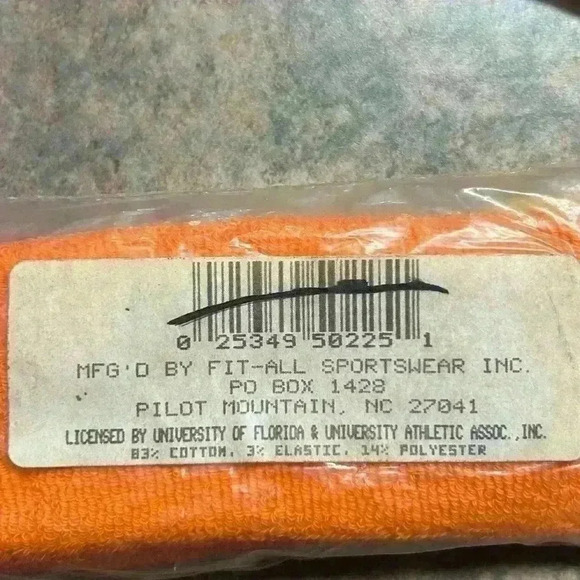 0 25349 50225 1
MFG'D BY FIT-ALL SPORTSWEAR INC.
PO BOX 1428
PILOT MOUNTAIN, NC 27041
LICENSED BY UNIVERSITY OF FLORIDA & UNIVERSITY ATHLETIC ASSOC., INC.
83% COTTON, 3% ELASTIC, 14% POLYESTER